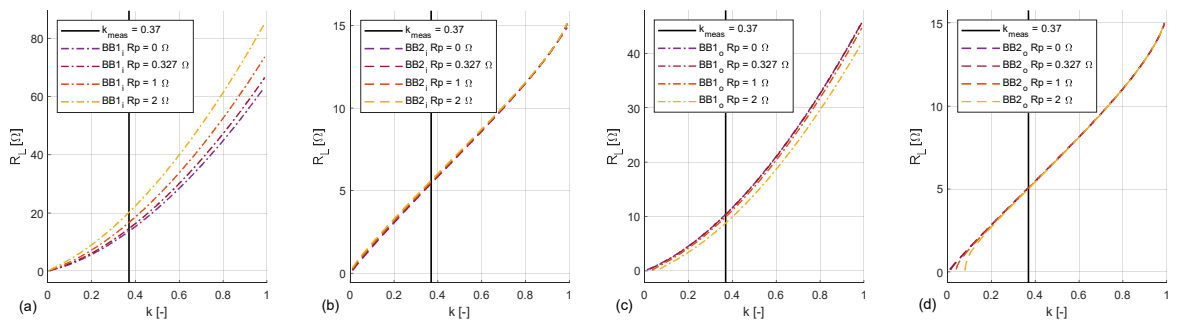 k_meas = 0.37
BB1_i Rp = 0 Ω
BB1_i Rp = 0.327 Ω
BB1_i Rp = 1 Ω
BB1_i Rp = 2 Ω
80
60
40
20
0
R_L [Ω]
0
0.2
0.4
0.6
0.8
1
k [-]
(a)
k_meas = 0.37
BB2_i Rp = 0 Ω
BB2_i Rp = 0.327 Ω
BB2_i Rp = 1 Ω
BB2_i Rp = 2 Ω
15
10
5
0
R_L [Ω]
0
0.2
0.4
0.6
0.8
1
k [-]
(b)
k_meas = 0.37
BB1_o Rp = 0 Ω
BB1_o Rp = 0.327 Ω
BB1_o Rp = 1 Ω
BB1_o Rp = 2 Ω
40
30
20
10
0
R_L [Ω]
0
0.2
0.4
0.6
0.8
1
k [-]
(c)
k_meas = 0.37
BB2_o Rp = 0 Ω
BB2_o Rp = 0.327 Ω
BB2_o Rp = 1 Ω
BB2_o Rp = 2 Ω
15
10
5
0
R_L [Ω]
0
0.2
0.4
0.6
0.8
1
k [-]
(d)